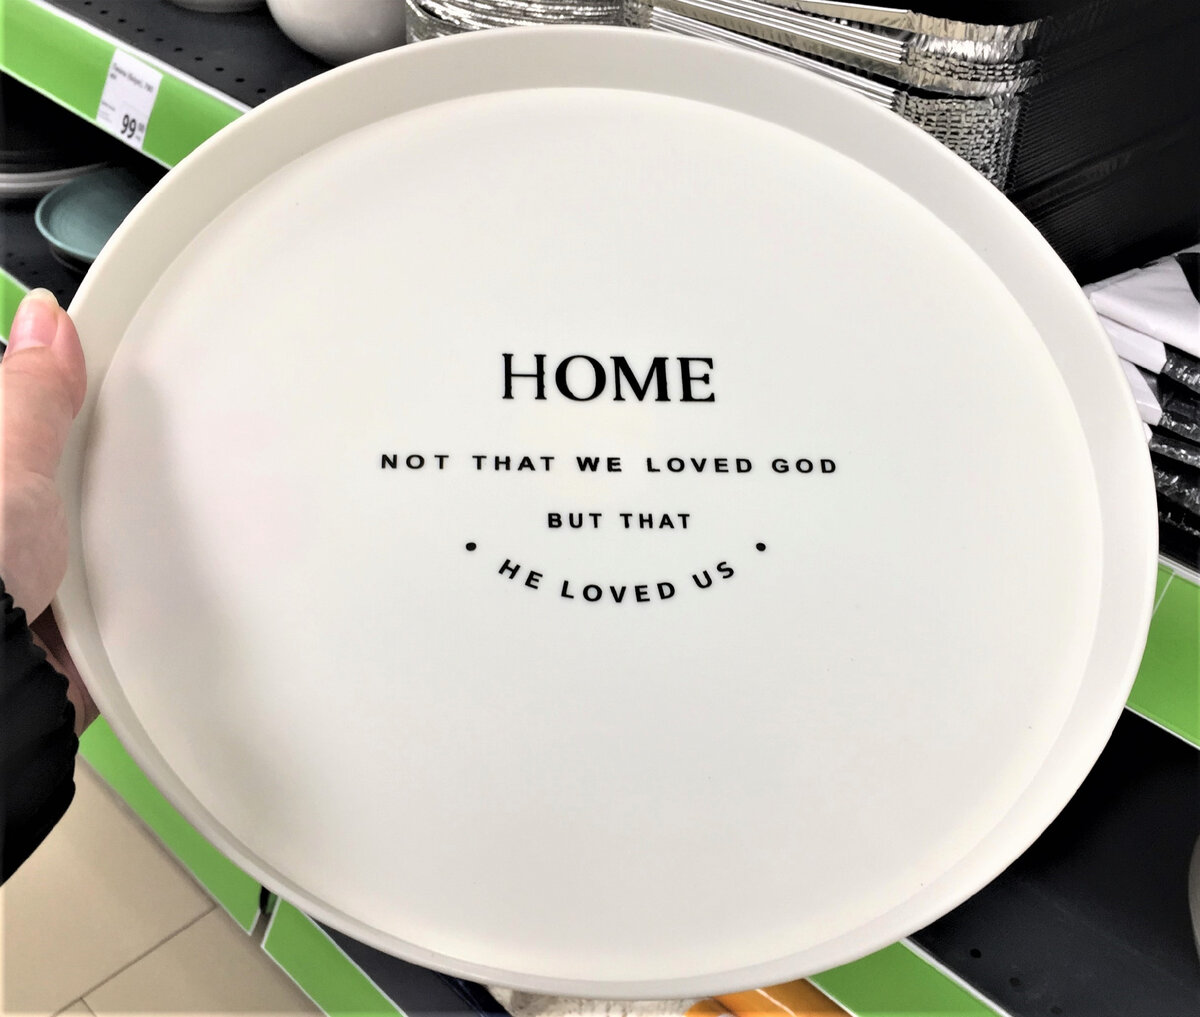 99
HOME
NOT THAT WE LOVED GOD
BUT THAT
• HE LOVED US •